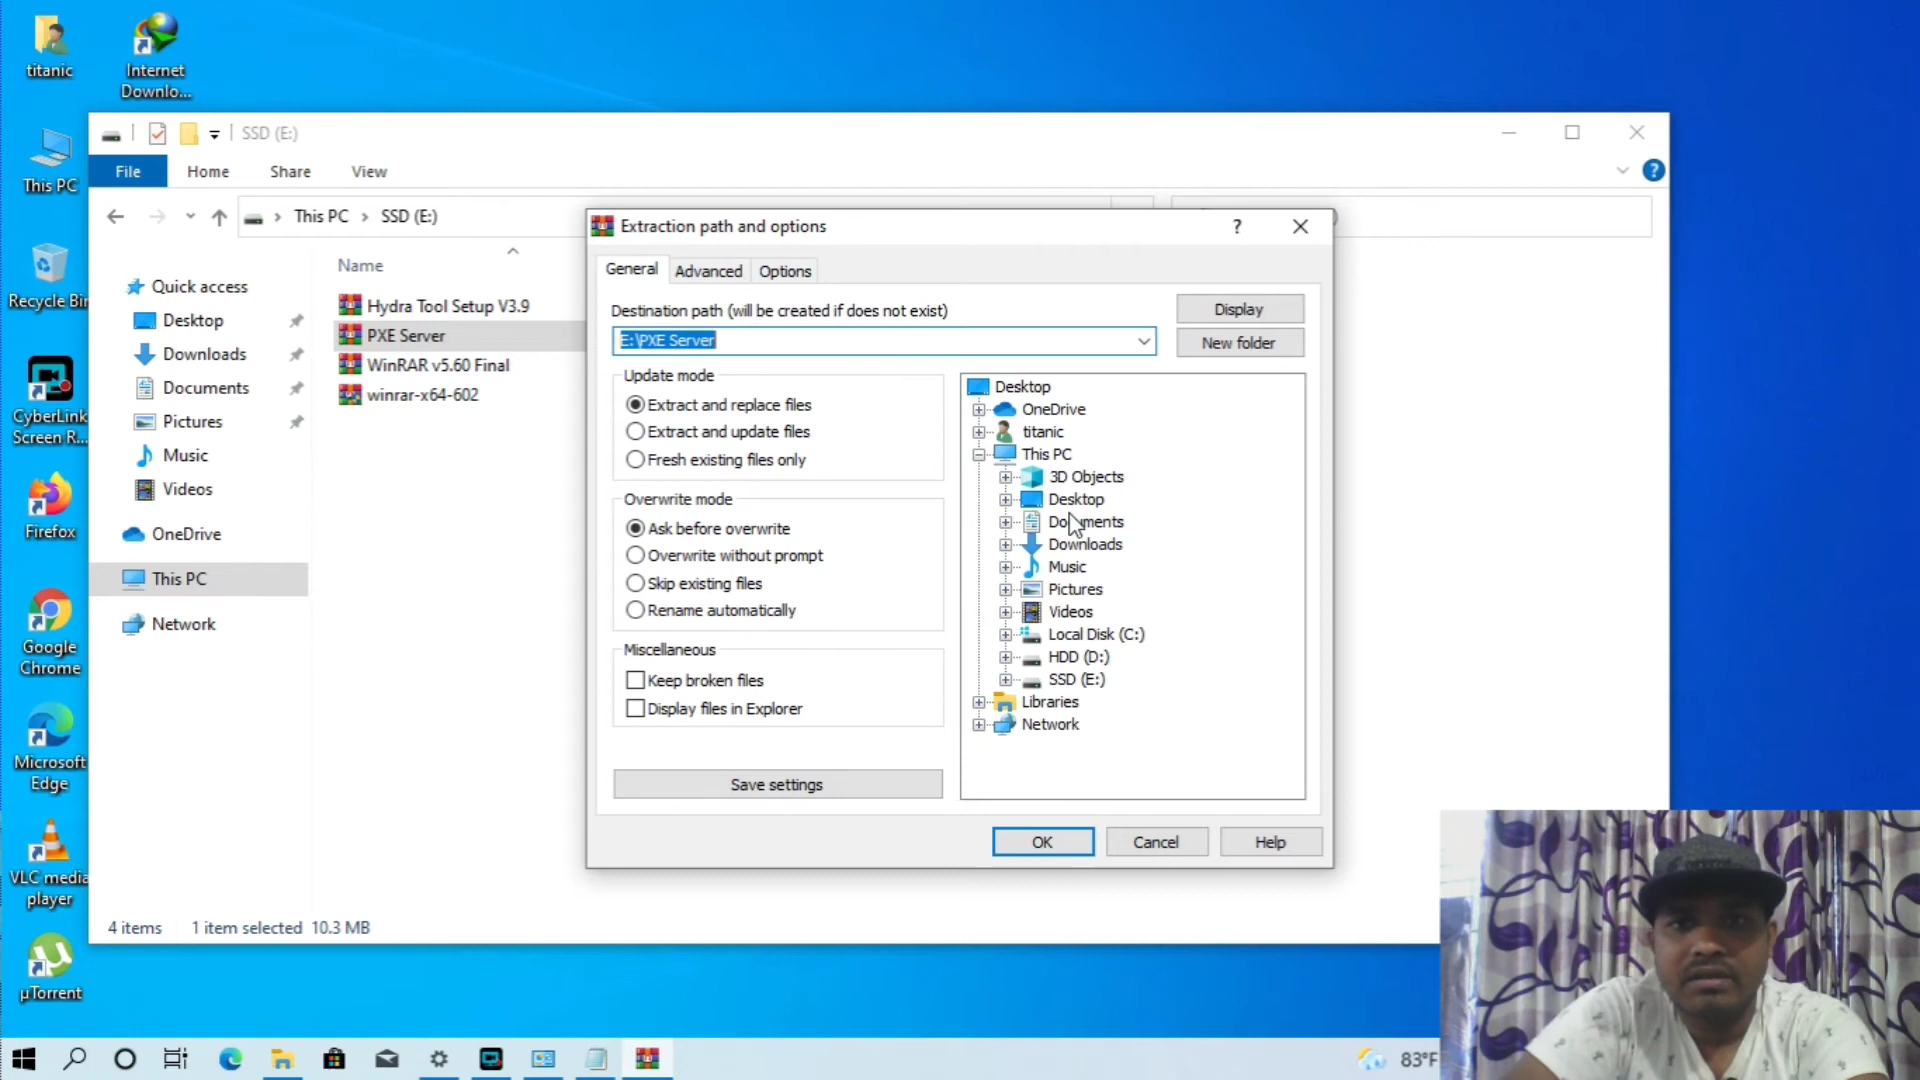 titanic
Internet
Downlo...
This PC
Recycle Bin
CyberLink
Screen R...
Firefox
Google
Chrome
Microsoft
Edge
VLC media
player
µTorrent
SSD (E:)
File
Home
Share
View
This PC
SSD (E:)
Quick access
Desktop
Downloads
Documents
Pictures
Music
Videos
OneDrive
This PC
Network
Name
Hydra Tool Setup V3.9
PXE Server
WinRAR v5.60 Final
winrar-x64-602
4 items
1 item selected 10.3 MB
Extraction path and options
General
Advanced
Options
Destination path (will be created if does not exist)
E:\PXE Server
Display
New folder
Update mode
Extract and replace files
Extract and update files
Fresh existing files only
Overwrite mode
Ask before overwrite
Overwrite without prompt
Skip existing files
Rename automatically
Miscellaneous
Keep broken files
Display files in Explorer
Save settings
Desktop
OneDrive
titanic
This PC
3D Objects
Desktop
Documents
Downloads
Music
Pictures
Videos
Local Disk (C:)
HDD (D:)
SSD (E:)
Libraries
Network
OK
Cancel
Help
83°F